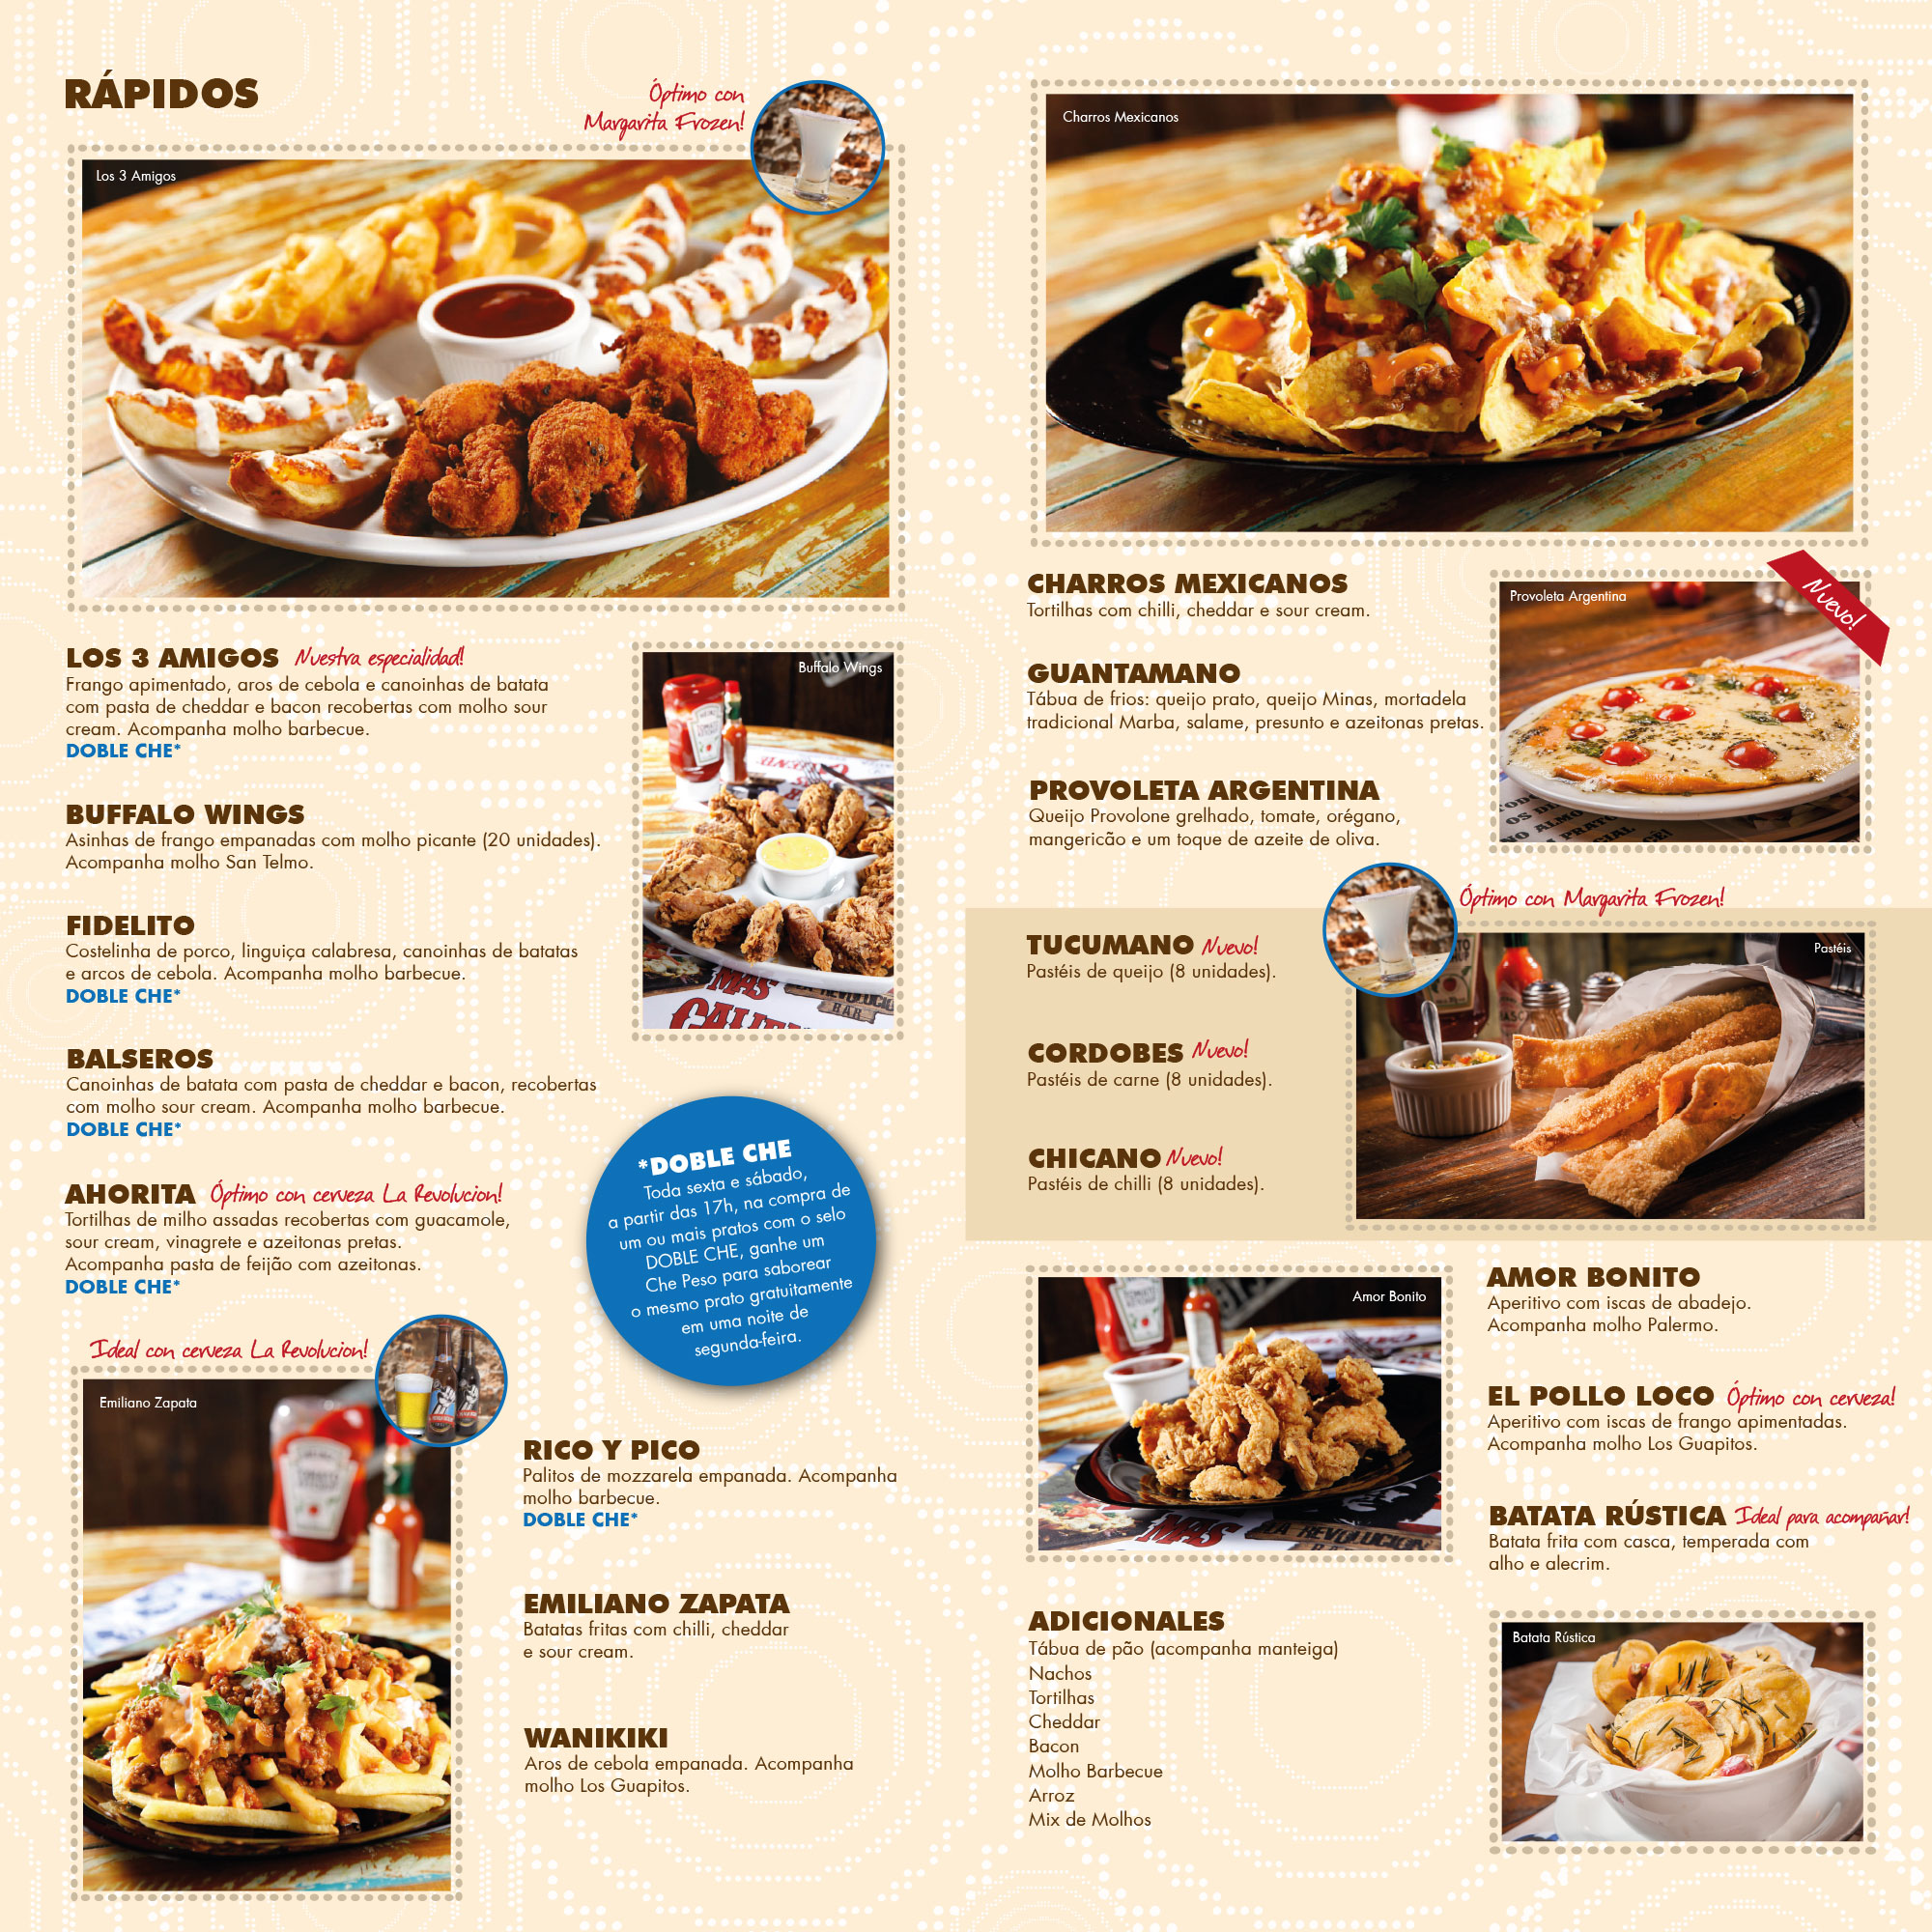 RÁPIDOS
Óptimo con
Margarita Frozen!
Los 3 Amigos
LOS 3 AMIGOS Nuestra especialidad!
Frango apimentado, aros de cebola e canoinhas de batata
com pasta de cheddar e bacon recobertas com molho sour
cream. Acompanha molho barbecue.
DOBLE CHE*
Buffalo Wings
BUFFALO WINGS
Asinhas de frango empanadas com molho picante (20 unidades).
Acompanha molho San Telmo.
FIDELITO
Costelinha de porco, linguiça calabresa, canoinhas de batatas
e arcos de cebola. Acompanha molho barbecue.
DOBLE CHE*
BALSEROS
Canoinhas de batata com pasta de cheddar e bacon, recobertas
com molho sour cream. Acompanha molho barbecue.
DOBLE CHE*
AHORITA Óptimo con cerveza La Revolucion!
Tortilhas de milho assadas recobertas com guacamole,
sour cream, vinagrete e azeitonas pretas.
Acompanha pasta de feijão com azeitonas.
DOBLE CHE*
*DOBLE CHE
Toda sexta e sábado,
a partir das 17h, na compra de
um ou mais pratos com o selo
DOBLE CHE, ganhe um
Che Peso para saborear
o mesmo prato gratuitamente
em uma noite de
segunda-feira.
Ideal con cerveza La Revolucion!
Emiliano Zapata
RICO Y PICO
Palitos de mozzarela empanada. Acompanha
molho barbecue.
DOBLE CHE*
EMILIANO ZAPATA
Batatas fritas com chilli, cheddar
e sour cream.
WANIKIKI
Aros de cebola empanada. Acompanha
molho Los Guapitos.
Charros Mexicanos
CHARROS MEXICANOS
Tortilhas com chilli, cheddar e sour cream.
GUANTAMANO
Tábua de frios: queijo prato, queijo Minas, mortadela
tradicional Marba, salame, presunto e azeitonas pretas.
PROVOLETA ARGENTINA
Queijo Provolone grelhado, tomate, orégano,
mangericão e um toque de azeite de oliva.
Provoleta Argentina
Nuevo!
Óptimo con Margarita Frozen!
TUCUMANO Nuevo!
Pastéis de queijo (8 unidades).
CORDOBES Nuevo!
Pastéis de carne (8 unidades).
CHICANO Nuevo!
Pastéis de chilli (8 unidades).
Pastéis
Amor Bonito
MAS
LA REVOLUCION
AMOR BONITO
Aperitivo com iscas de abadejo.
Acompanha molho Palermo.
EL POLLO LOCO Óptimo con cerveza!
Aperitivo com iscas de frango apimentadas.
Acompanha molho Los Guapitos.
BATATA RÚSTICA Ideal para acompañar!
Batata frita com casca, temperada com
alho e alecrim.
ADICIONALES
Tábua de pão (acompanha manteiga)
Nachos
Tortilhas
Cheddar
Bacon
Molho Barbecue
Arroz
Mix de Molhos
Batata Rústica